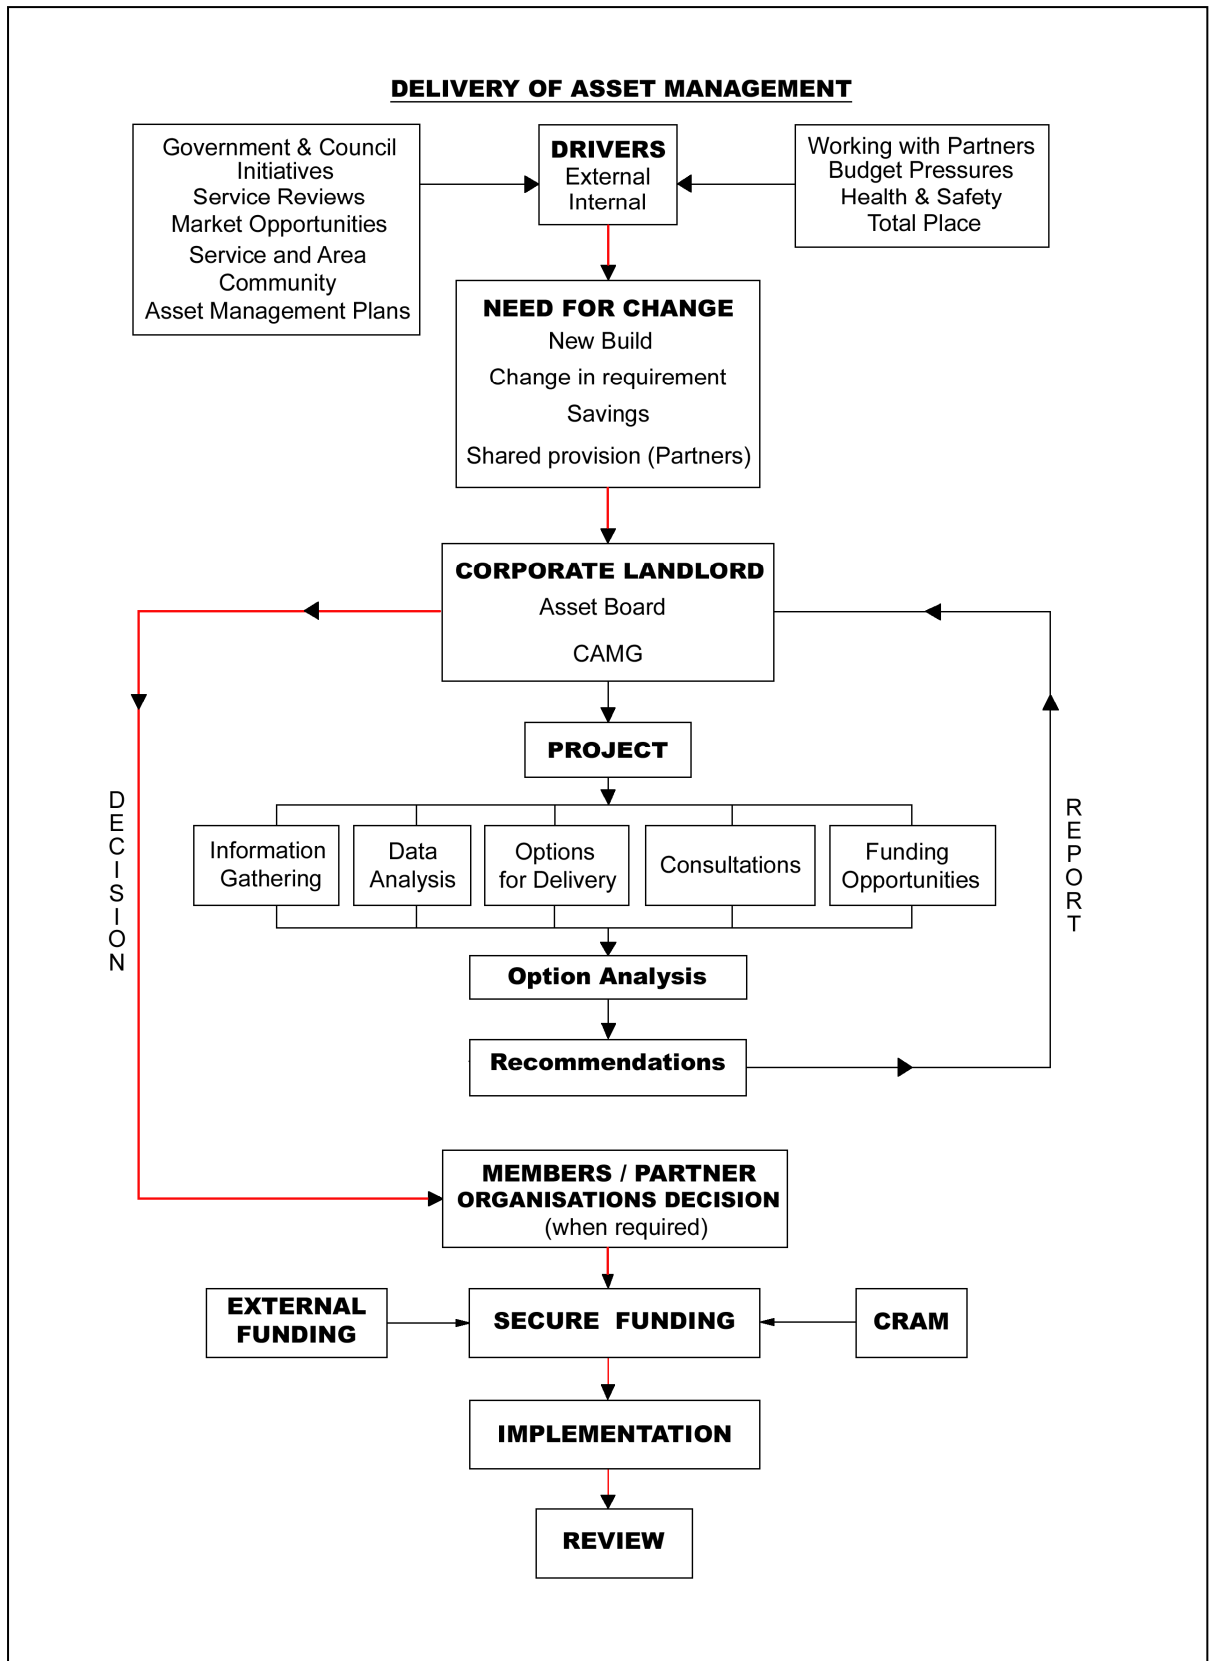 DELIVERY OF ASSET MANAGEMENT
Government & Council
Initiatives
Service Reviews
Market Opportunities
Service and Area
Community
Asset Management Plans
DRIVERS
External
Internal
Working with Partners
Budget Pressures
Health & Safety
Total Place
NEED FOR CHANGE
New Build
Change in requirement
Savings
Shared provision (Partners)
CORPORATE LANDLORD
Asset Board
CAMG
PROJECT
DECISION
REPORT
Information
Gathering
Data
Analysis
Options
for Delivery
Consultations
Funding
Opportunities
Option Analysis
Recommendations
MEMBERS / PARTNER
ORGANISATIONS DECISION
(when required)
EXTERNAL
FUNDING
SECURE FUNDING
CRAM
IMPLEMENTATION
REVIEW